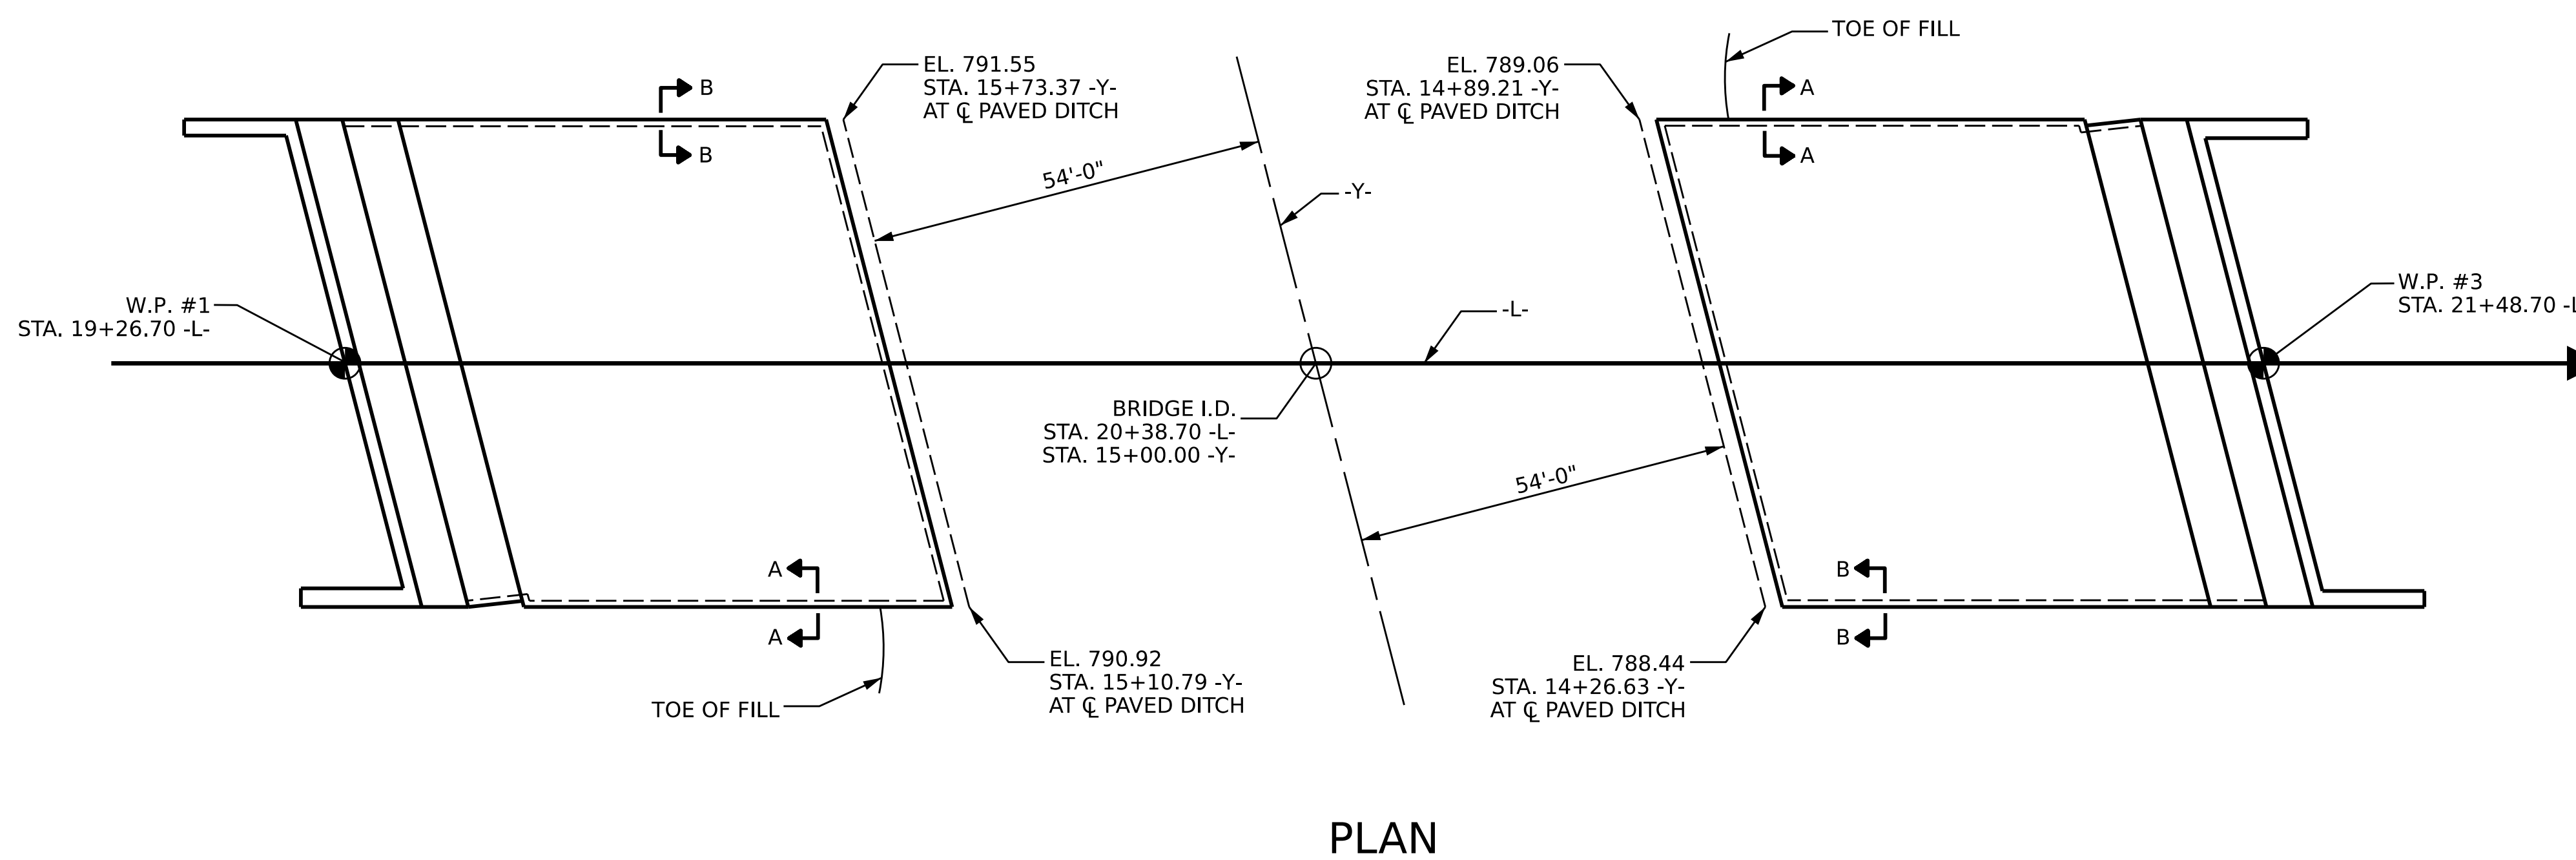 TOE OF FILL
EL. 791.55
STA. 15+73.37 -Y-
AT ℄ PAVED DITCH
EL. 789.06
STA. 14+89.21 -Y-
AT ℄ PAVED DITCH
B
B
A
A
54'-0"
-Y-
W.P. #1
STA. 19+26.70 -L-
-L-
W.P. #3
STA. 21+48.70 -L
BRIDGE I.D.
STA. 20+38.70 -L-
STA. 15+00.00 -Y-
54'-0"
A
A
B
B
EL. 790.92
STA. 15+10.79 -Y-
AT ℄ PAVED DITCH
EL. 788.44
STA. 14+26.63 -Y-
AT ℄ PAVED DITCH
TOE OF FILL
PLAN